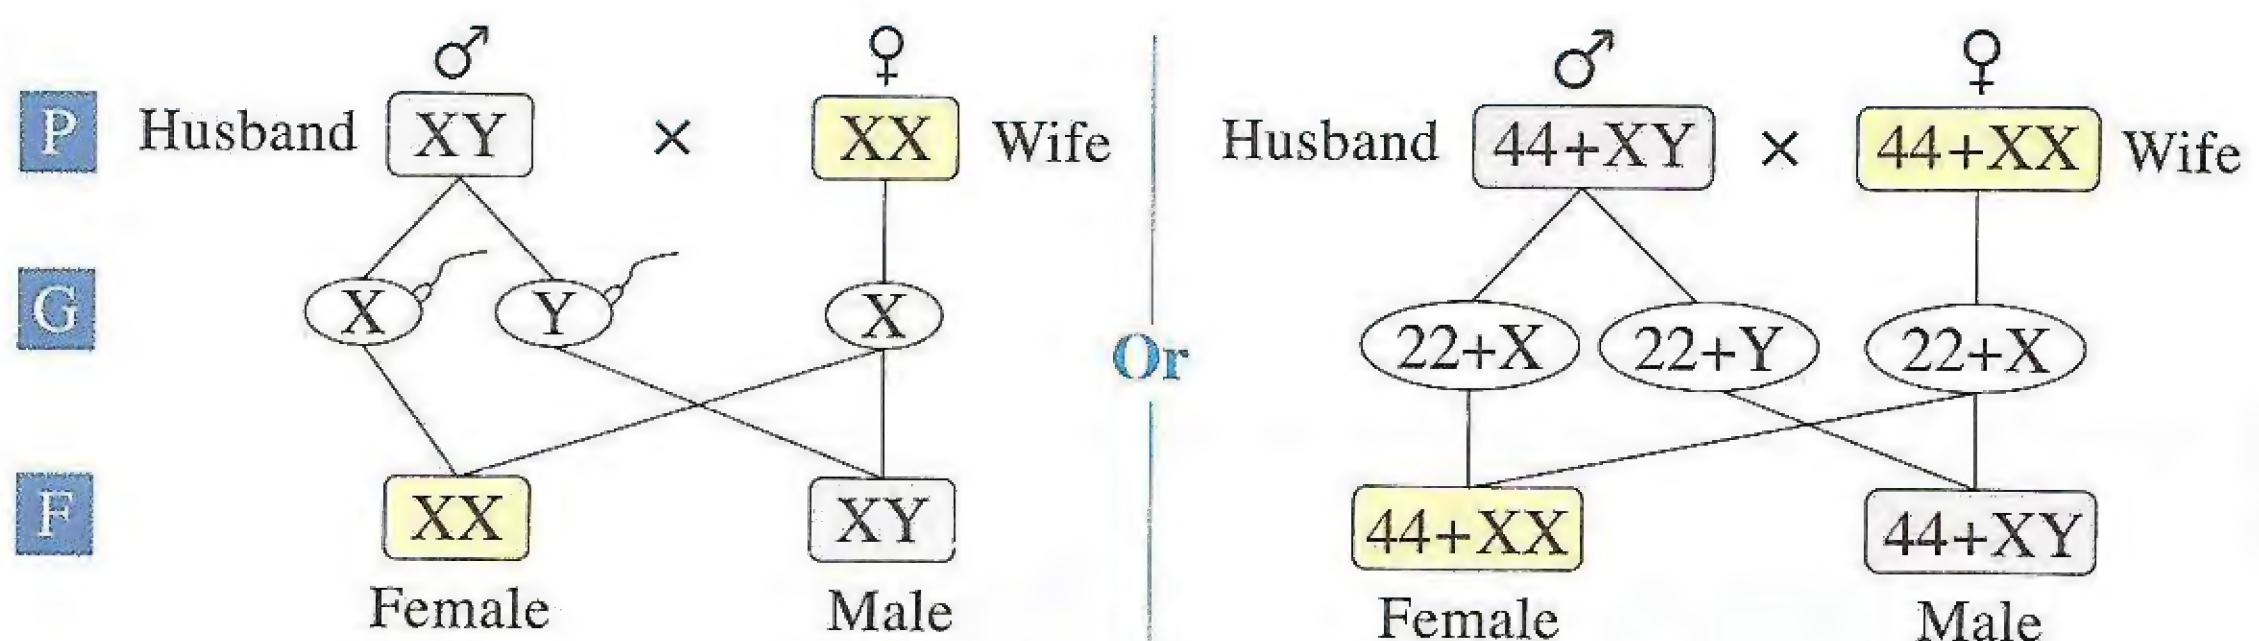 ♂ ♀
P Husband XY × XX Wife
G X Y X
F XX XY
Female Male
Or
♂ ♀
Husband 44+XY × 44+XX Wife
22+X 22+Y 22+X
44+XX 44+XY
Female Male